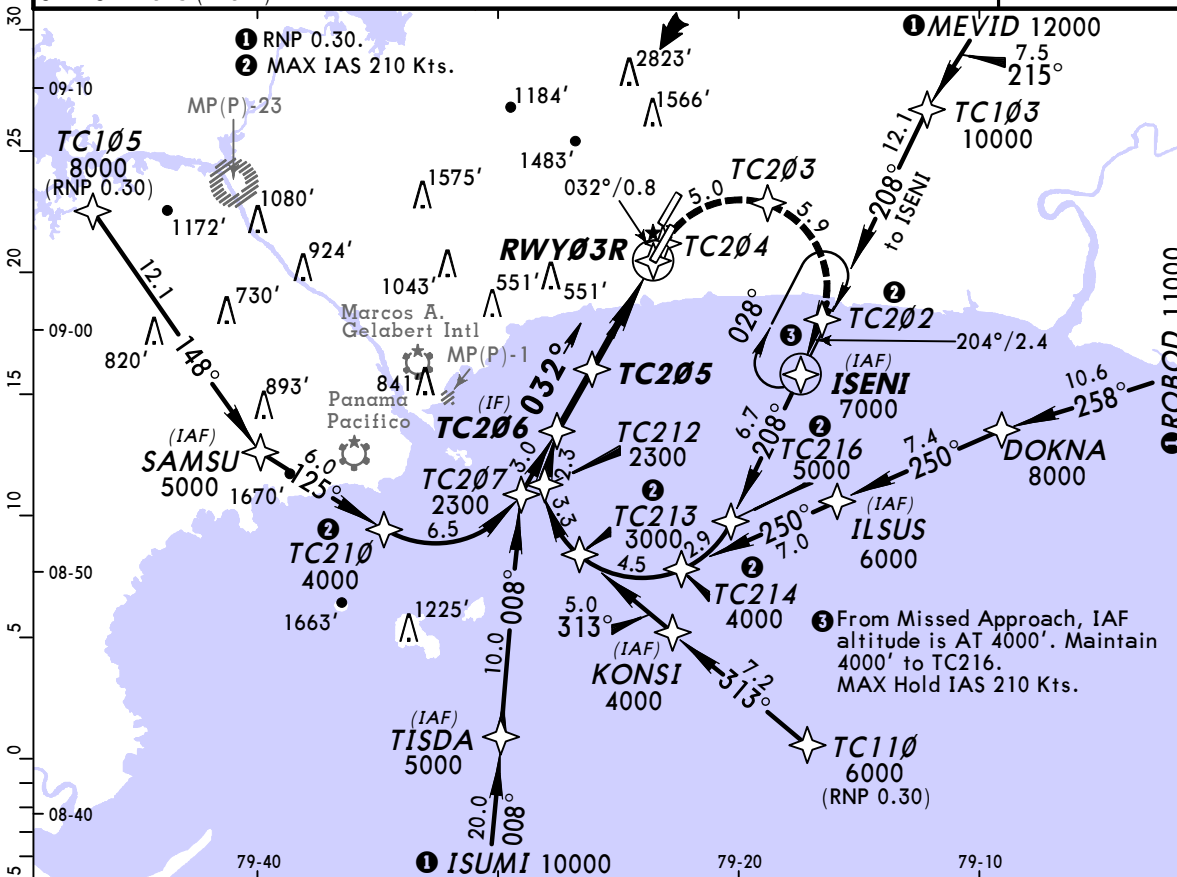 ❶ RNP 0.30.
❷ MAX IAS 210 Kts.
❶ MEVID 12000
7.5
215°
2823'
1566'
1184'
1483'
09-10
MP(P)-23
TC1Ø3
10000
12.1
208°
to ISENI
TC1Ø5
8000
(RNP 0.30)
1172'
1080'
1575'
032°/0.8
TC2Ø3
5.0
5.9
RWYØ3R
TC2Ø4
924'
1043'
551'
551'
730'
820'
12.1
148°
Marcos A.
Gelabert Intl
MP(P)-1
841'
09-00
028°
❷
TC2Ø2
204°/2.4
❸
(IAF)
ISENI
7000
❶ ROBOD 11000
10.6
258°
DOKNA
8000
7.4
250°
893'
Panama
Pacifico
032°
TC2Ø5
(IF)
TC2Ø6
TC212
2300
6.7
208°
❷
TC216
5000
(IAF)
SAMSU
5000
6.0
125°
1670'
TC2Ø7
2300
3.0
2.3
3.3
❷
TC213
3000
250°
7.0
(IAF)
ILSUS
6000
❷
TC21Ø
4000
6.5
4.5
2.9
❷
TC214
4000
08-50
1663'
1225'
008°
10.0
5.0
313°
(IAF)
KONSI
4000
7.2
313°
❸ From Missed Approach, IAF
altitude is AT 4000'. Maintain
4000' to TC216.
MAX Hold IAS 210 Kts.
(IAF)
TISDA
5000
TC11Ø
6000
(RNP 0.30)
20.0
008°
❶ ISUMI 10000
08-40
79-40
79-20
79-10
30
25
20
15
10
5
0
5